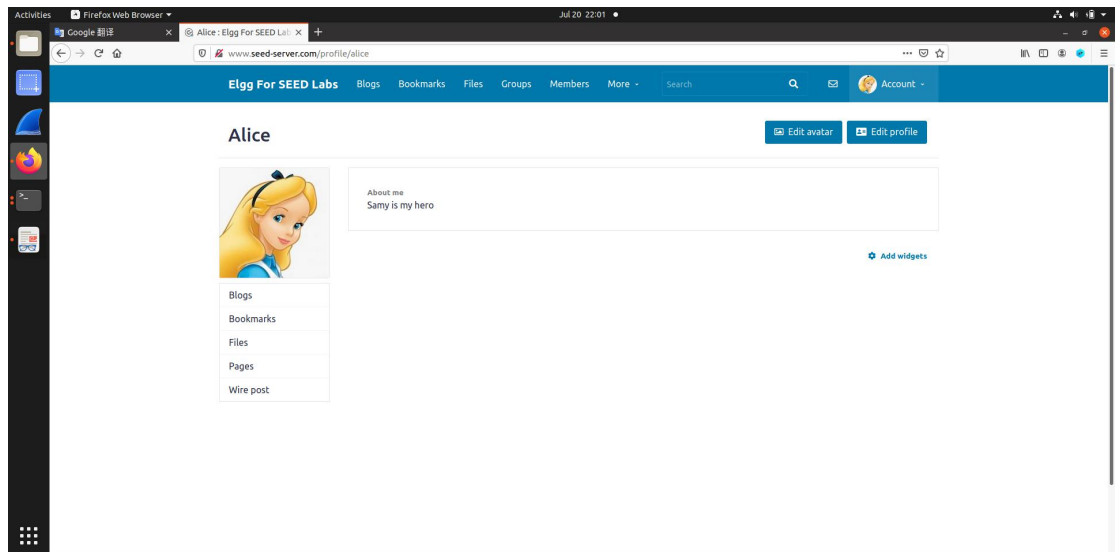 Activities Firefox Web Browser Jul 20 22:01
Google 翻译 Alice : Elgg For SEED Lab
www.seed-server.com/profile/alice
Elgg For SEED Labs Blogs Bookmarks Files Groups Members More Search Account
Alice Edit avatar Edit profile
About me
Samy is my hero
Add widgets
Blogs
Bookmarks
Files
Pages
Wire post